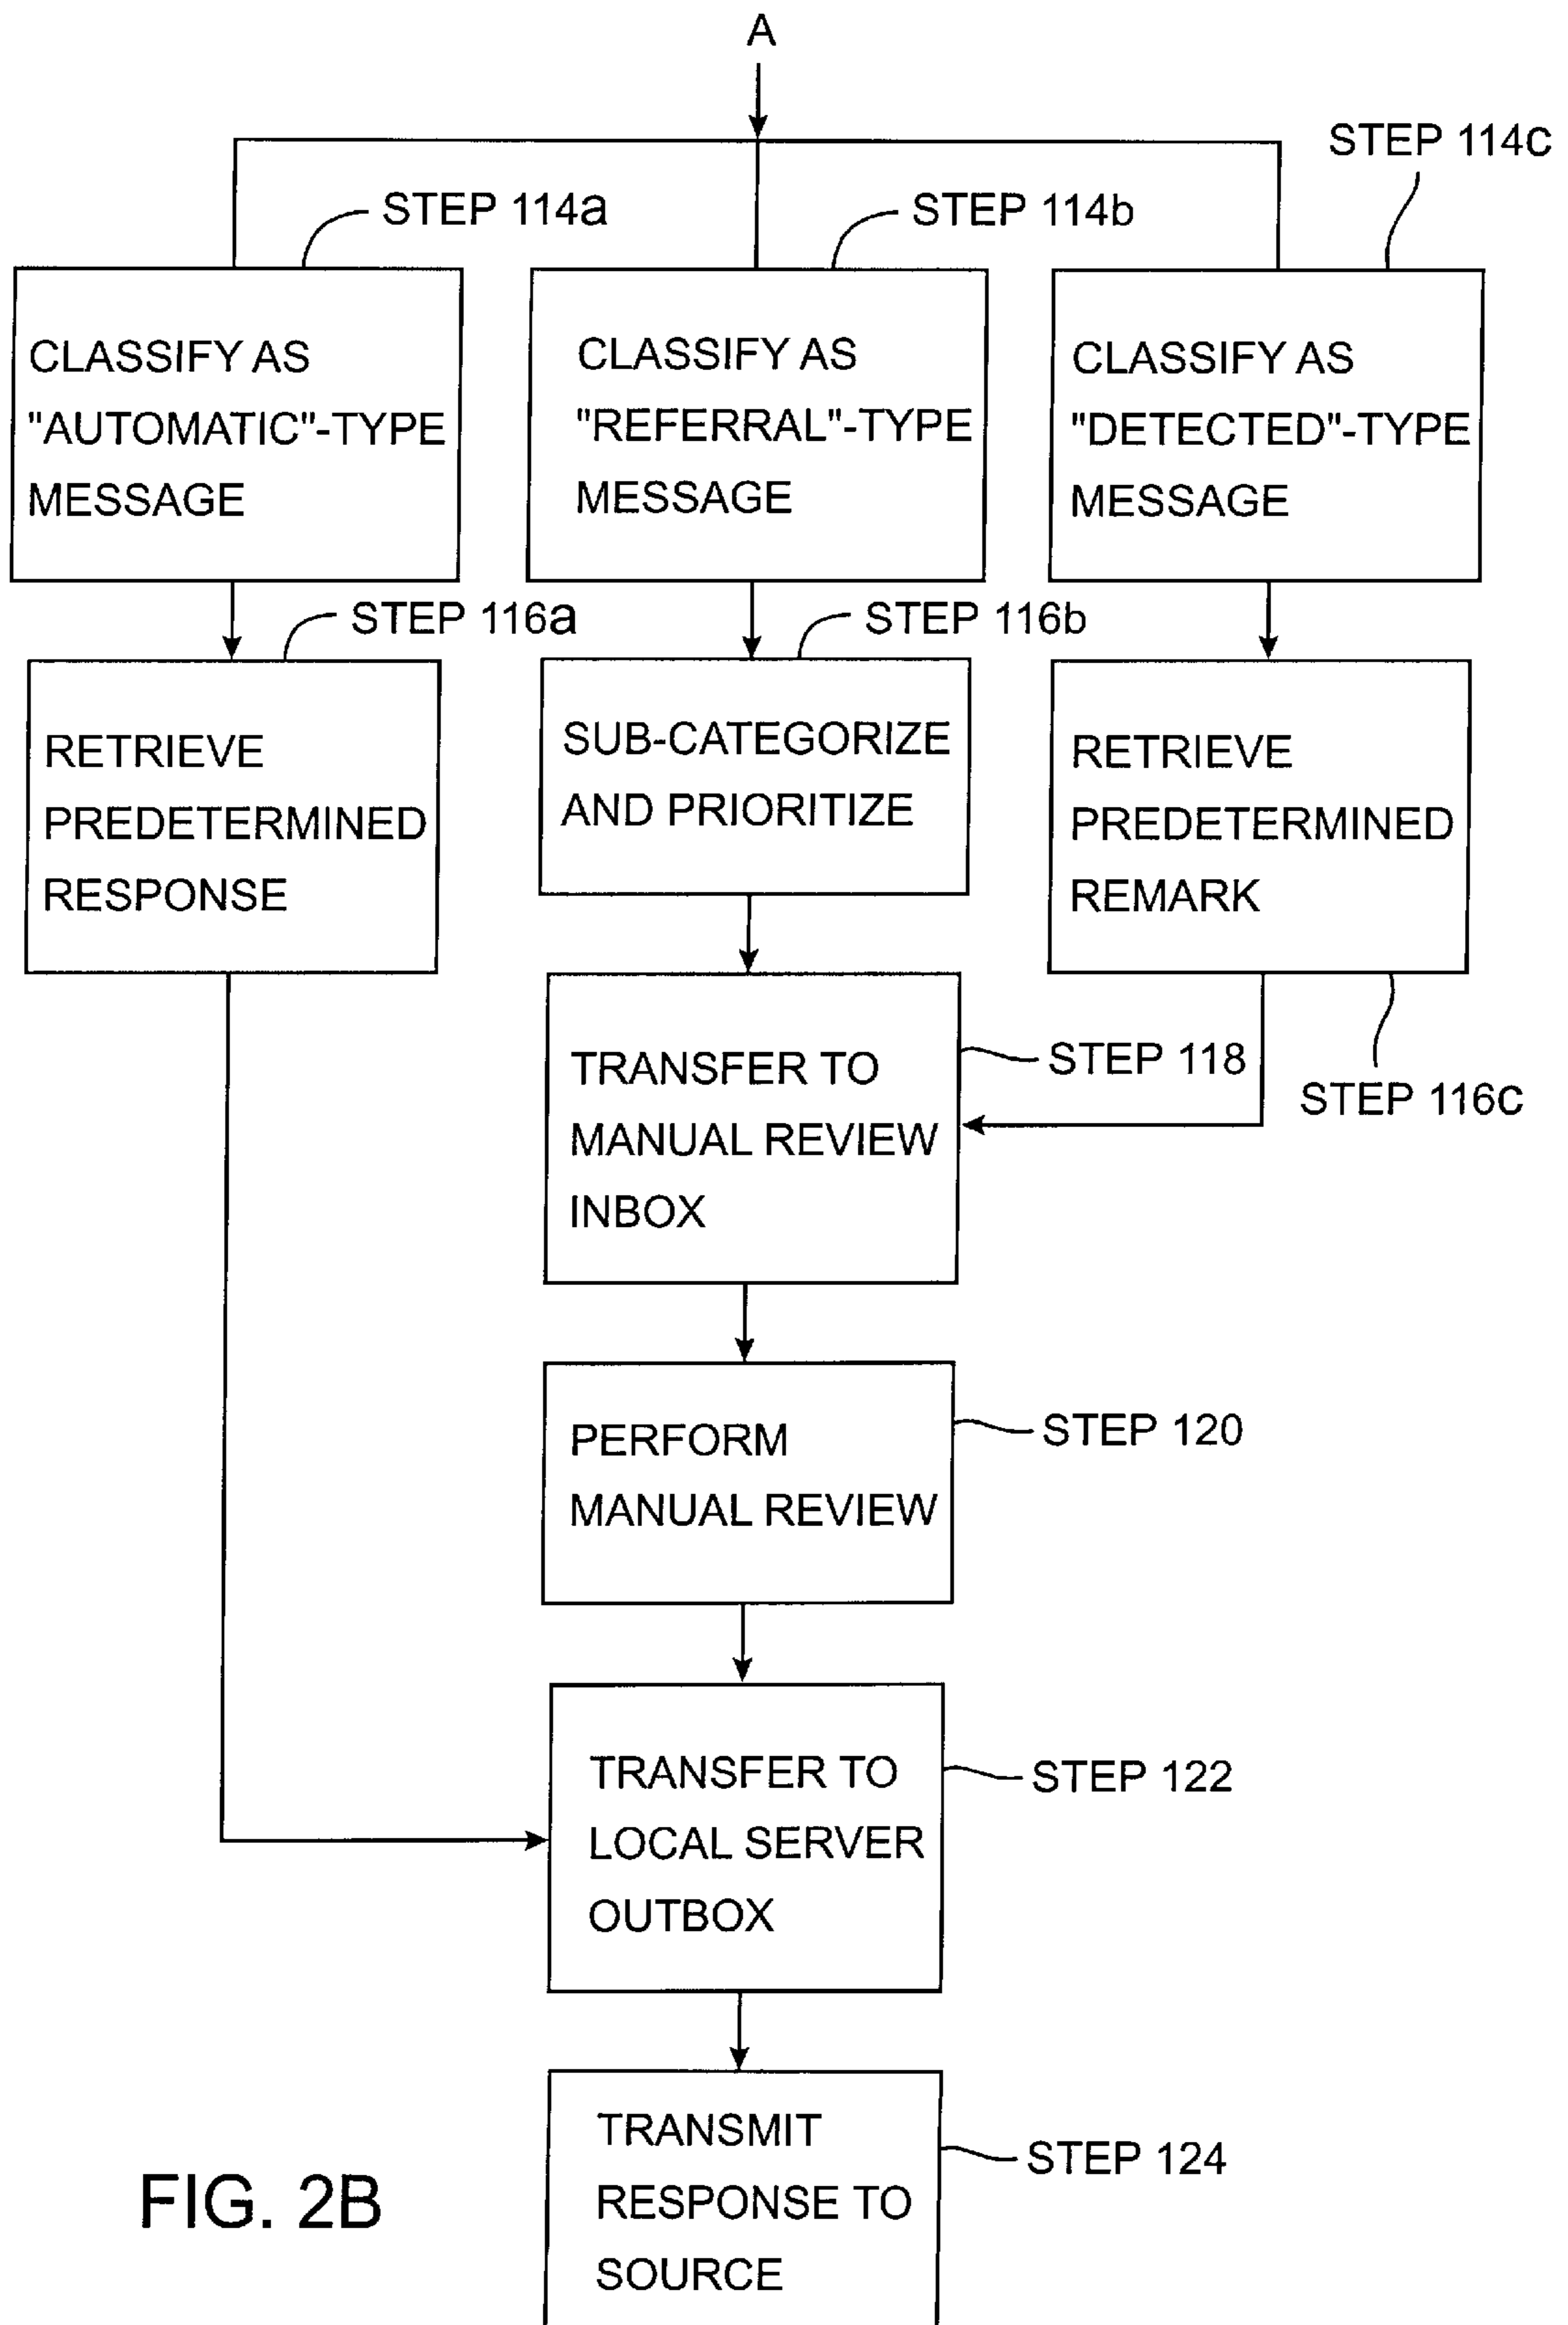 A
STEP 114c
STEP 114a
STEP 114b
CLASSIFY AS
"AUTOMATIC"-TYPE
MESSAGE
CLASSIFY AS
"REFERRAL"-TYPE
MESSAGE
CLASSIFY AS
"DETECTED"-TYPE
MESSAGE
STEP 116a
STEP 116b
RETRIEVE
PREDETERMINED
RESPONSE
SUB-CATEGORIZE
AND PRIORITIZE
RETRIEVE
PREDETERMINED
REMARK
TRANSFER TO
MANUAL REVIEW
INBOX
STEP 118
STEP 116c
PERFORM
MANUAL REVIEW
STEP 120
TRANSFER TO
LOCAL SERVER
OUTBOX
STEP 122
TRANSMIT
RESPONSE TO
SOURCE
STEP 124
FIG. 2B